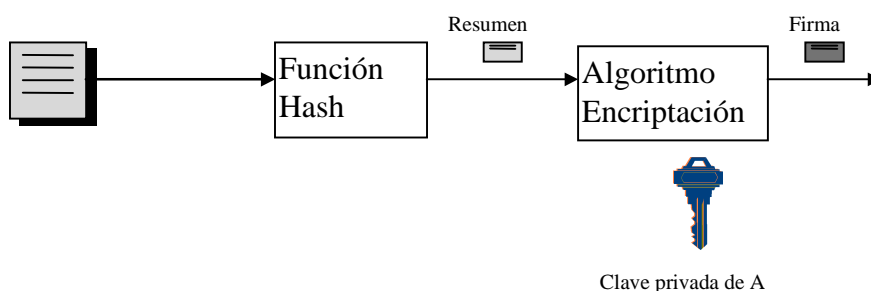 Resumen
Firma
Función
Hash
Algoritmo
Encriptación
Clave privada de A